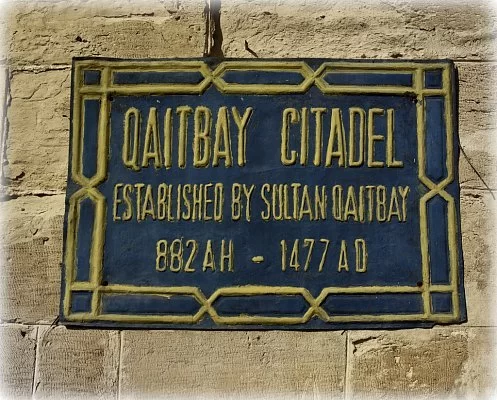 QAITBAY CITADEL
ESTABLISHED BY SULTAN QAITBAY
882 AH - 1477 AD